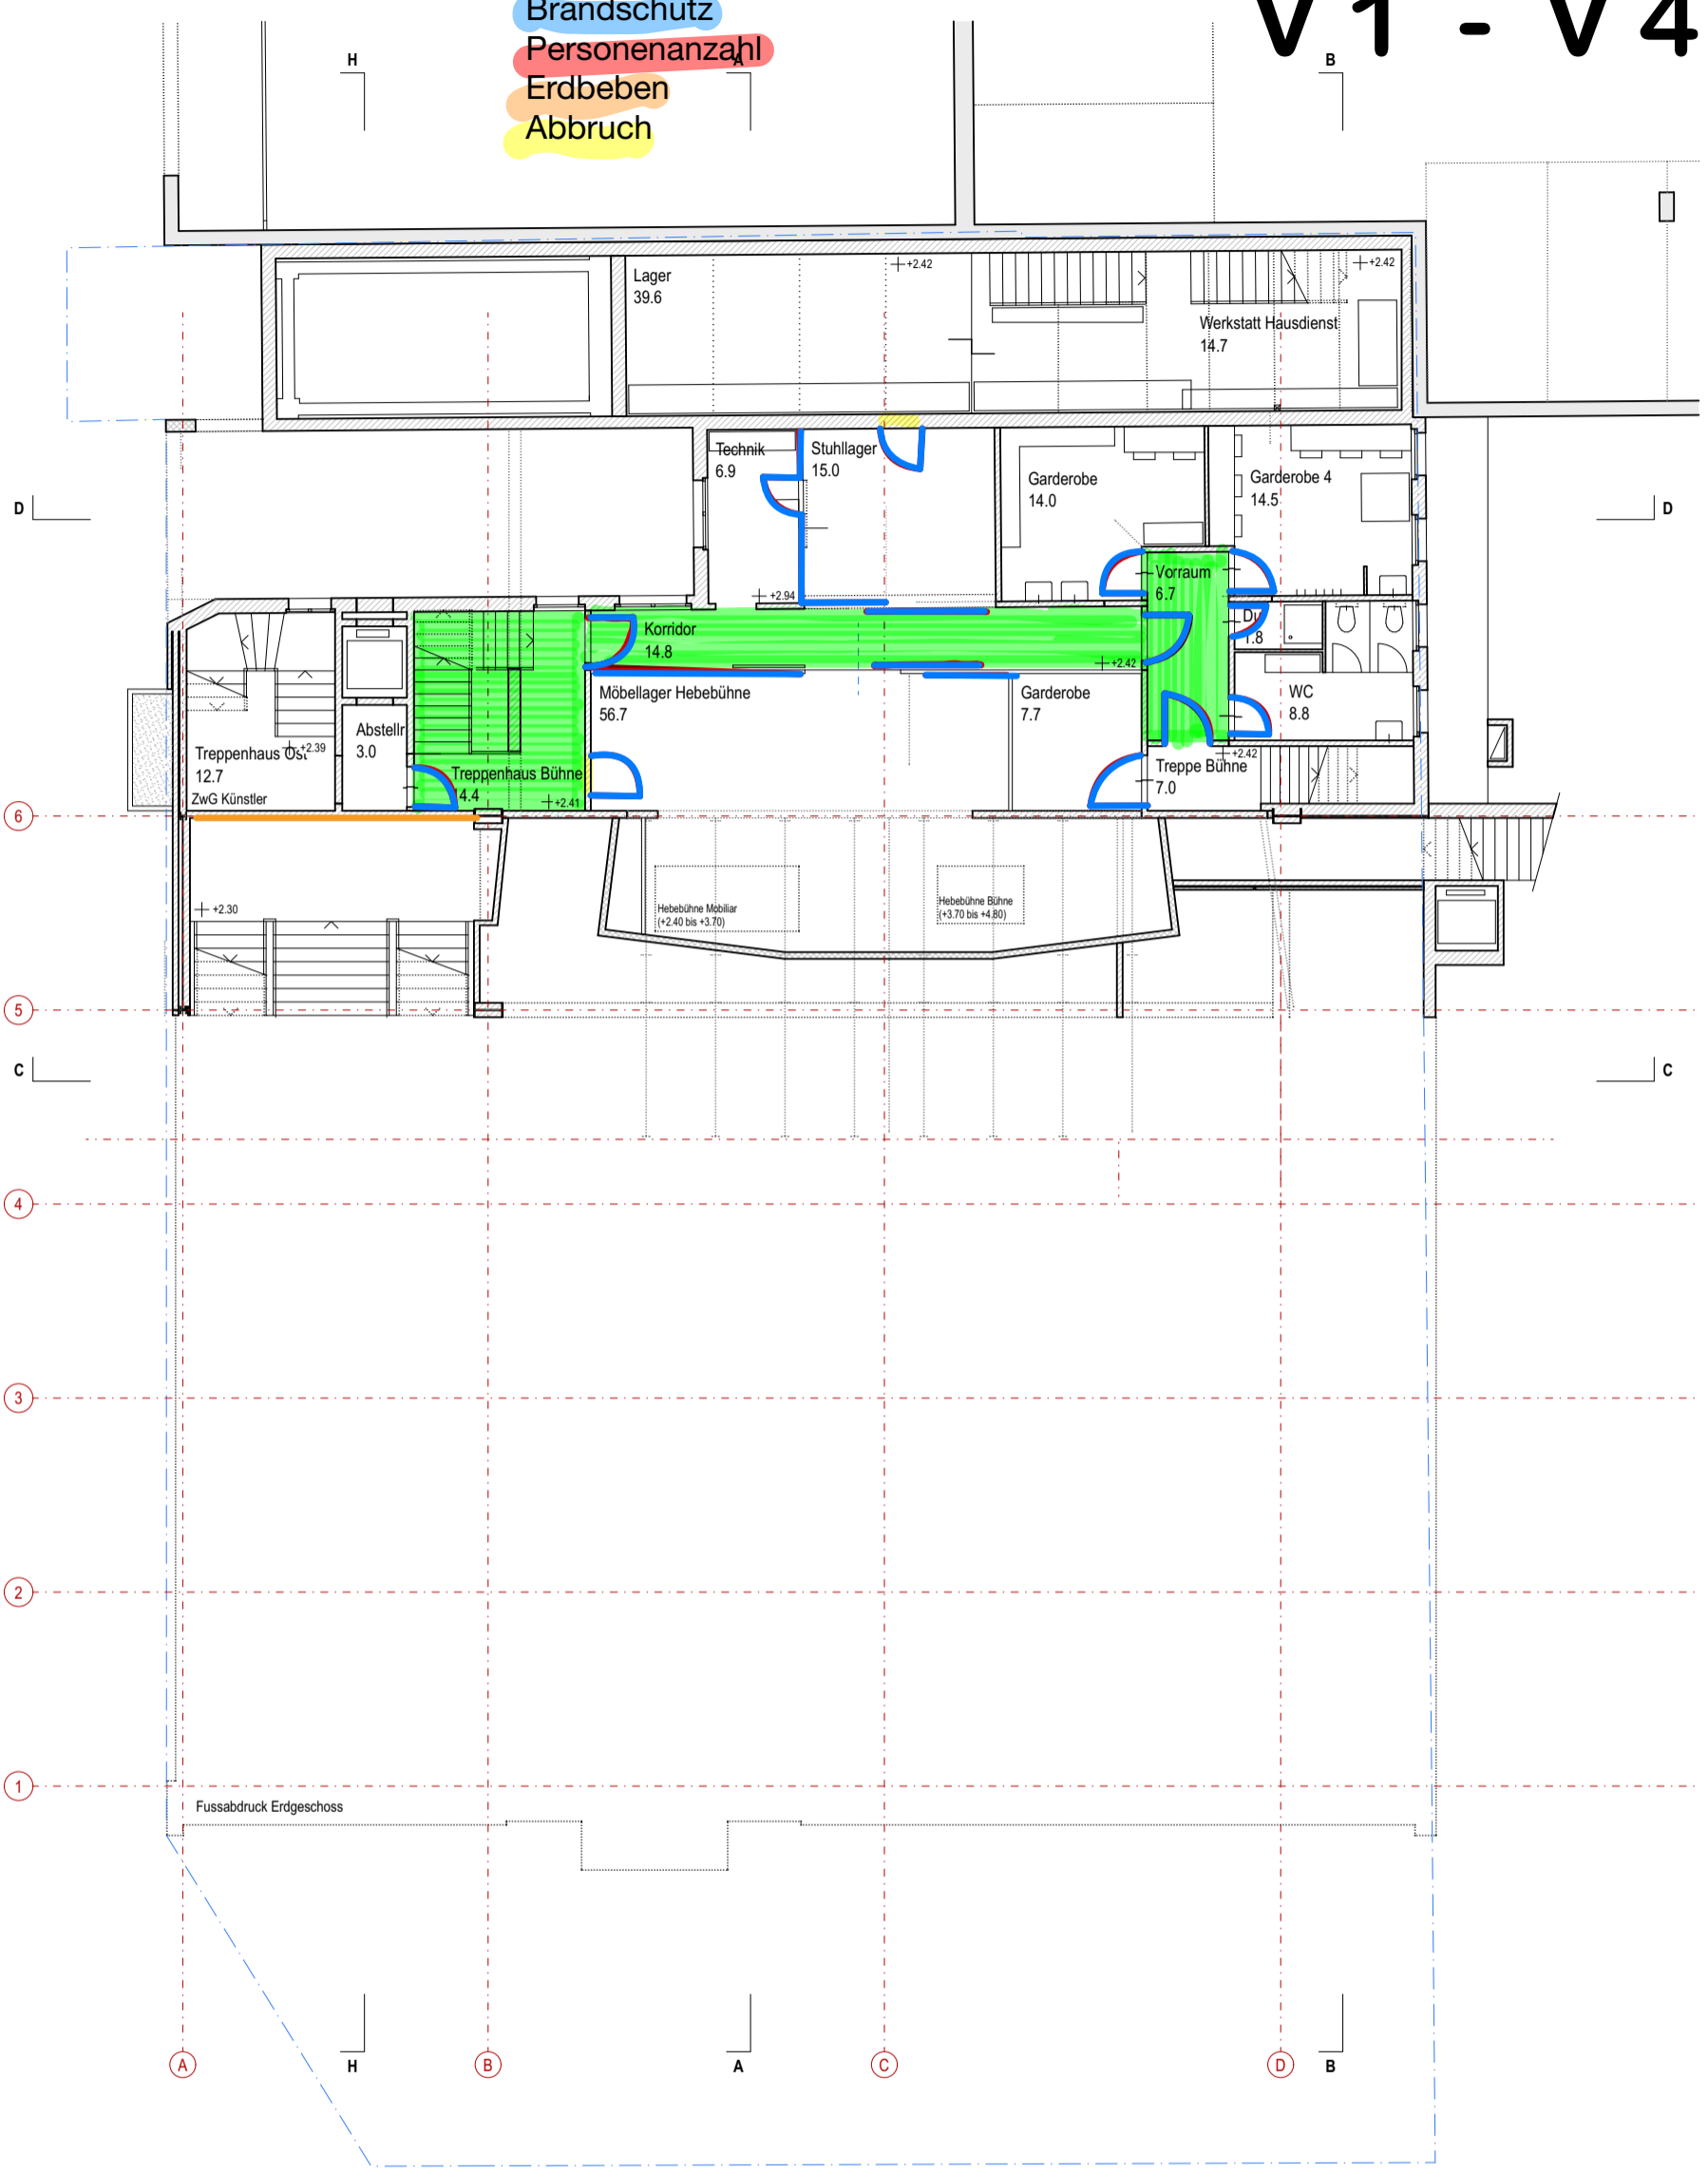 Brandschutz
V1 - V4
Personenanzahl
Erdbeben
Abbruch
H
A
B
Lager
39.6
+2.42
+2.42
Werkstatt Hausdienst
14.7
Technik
6.9
Stuhllager
15.0
Garderobe
14.0
Garderobe 4
14.5
D
D
Vorraum
6.7
+2.94
Korridor
14.8
+2.42
Du
1.8
Möbellager Hebebühne
56.7
Garderobe
7.7
WC
8.8
Abstellr
3.0
Treppenhaus Ost
+2.39
12.7
ZwG Künstler
Treppenhaus Bühne
14.4
+2.41
+2.42
Treppe Bühne
7.0
6
+2.30
Hebebühne Mobiliar
(+2.40 bis +3.70)
Hebebühne Bühne
(+3.70 bis +4.80)
5
C
C
4
3
2
1
Fussabdruck Erdgeschoss
A
H
B
A
C
D
B